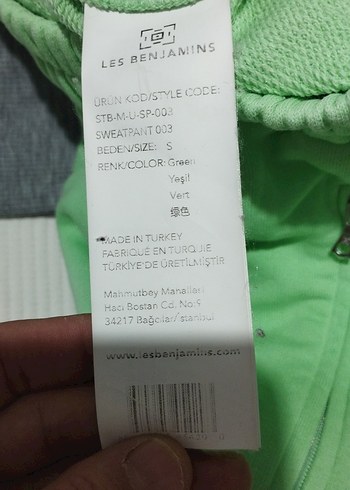 LES BENJAMINS
ÜRÜN KOD/STYLE CODE:
STB-M-U-SP-003
SWEATPANT 003
BEDEN/SIZE: S
RENK/COLOR: Green
Yeşil
Vert
绿色
MADE IN TURKEY
FABRIQUÉ EN TURQUIE
TÜRKİYE'DE ÜRETİLMİŞTİR
Mahmutbey Mahallesi
Hacı Bostan Cd. No:9
34217 Bağcılar/İstanbul
www.lesbenjamins.com